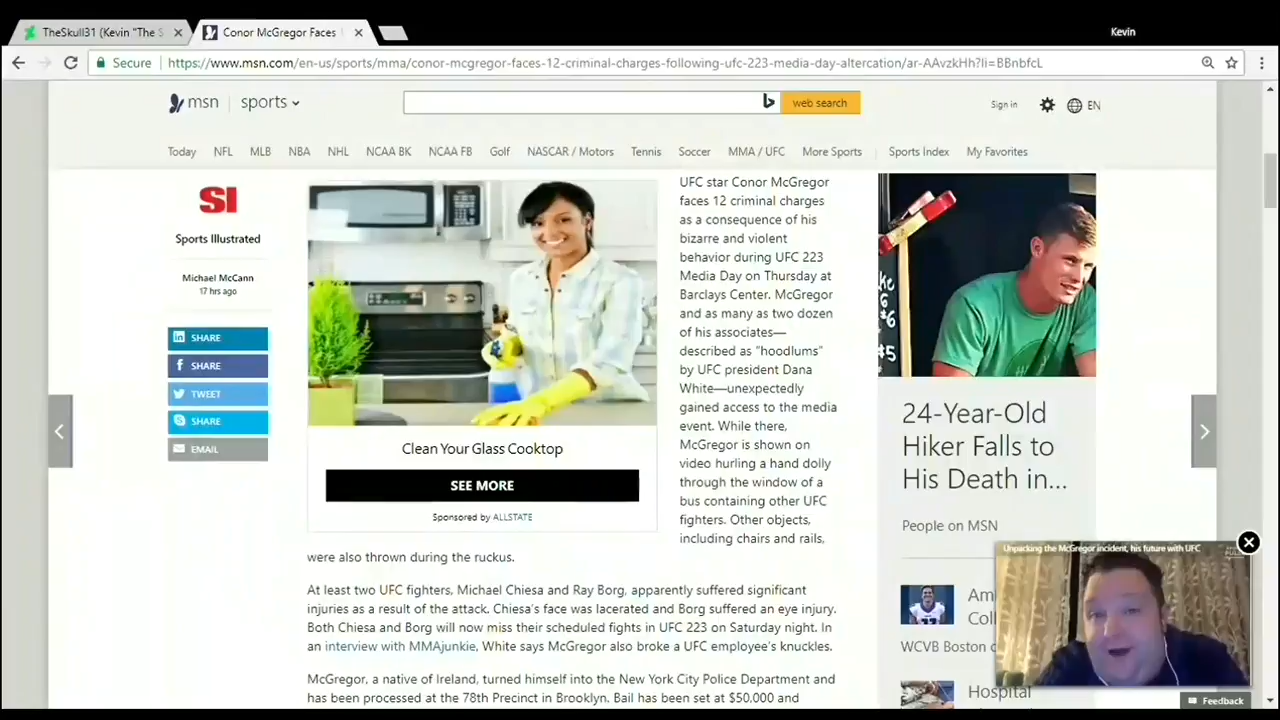 TheSkull31 (Kevin "The S
Conor McGregor Faces
Kevin
Secure
https://www.msn.com/en-us/sports/mma/conor-mcgregor-faces-12-criminal-charges-following-ufc-223-media-day-altercation/ar-AAvzkHh?li=BBnbfcL
msn
sports
web search
Sign in
EN
Today NFL MLB NBA NHL NCAA BK NCAA FB Golf NASCAR / Motors Tennis Soccer MMA / UFC More Sports Sports Index My Favorites
SI
Sports Illustrated
Michael McCann
17 hrs ago
SHARE
SHARE
TWEET
SHARE
EMAIL
Clean Your Glass Cooktop
SEE MORE
Sponsored by ALLSTATE
UFC star Conor McGregor
faces 12 criminal charges
as a consequence of his
bizarre and violent
behavior during UFC 223
Media Day on Thursday at
Barclays Center. McGregor
and as many as two dozen
of his associates—
described as "hoodlums"
by UFC president Dana
White—unexpectedly
gained access to the media
event. While there,
McGregor is shown on
video hurling a hand dolly
through the window of a
bus containing other UFC
fighters. Other objects,
including chairs and rails,
were also thrown during the ruckus.
At least two UFC fighters, Michael Chiesa and Ray Borg, apparently suffered significant
injuries as a result of the attack. Chiesa's face was lacerated and Borg suffered an eye injury.
Both Chiesa and Borg will now miss their scheduled fights in UFC 223 on Saturday night. In
an interview with MMAjunkie, White says McGregor also broke a UFC employee's knuckles.
McGregor, a native of Ireland, turned himself into the New York City Police Department and
has been processed at the 78th Precinct in Brooklyn. Bail has been set at $50,000 and
24-Year-Old
Hiker Falls to
His Death in...
People on MSN
Unpacking the McGregor incident, his future with UFC
Coll
WCVB Boston
Hospital
Feedback